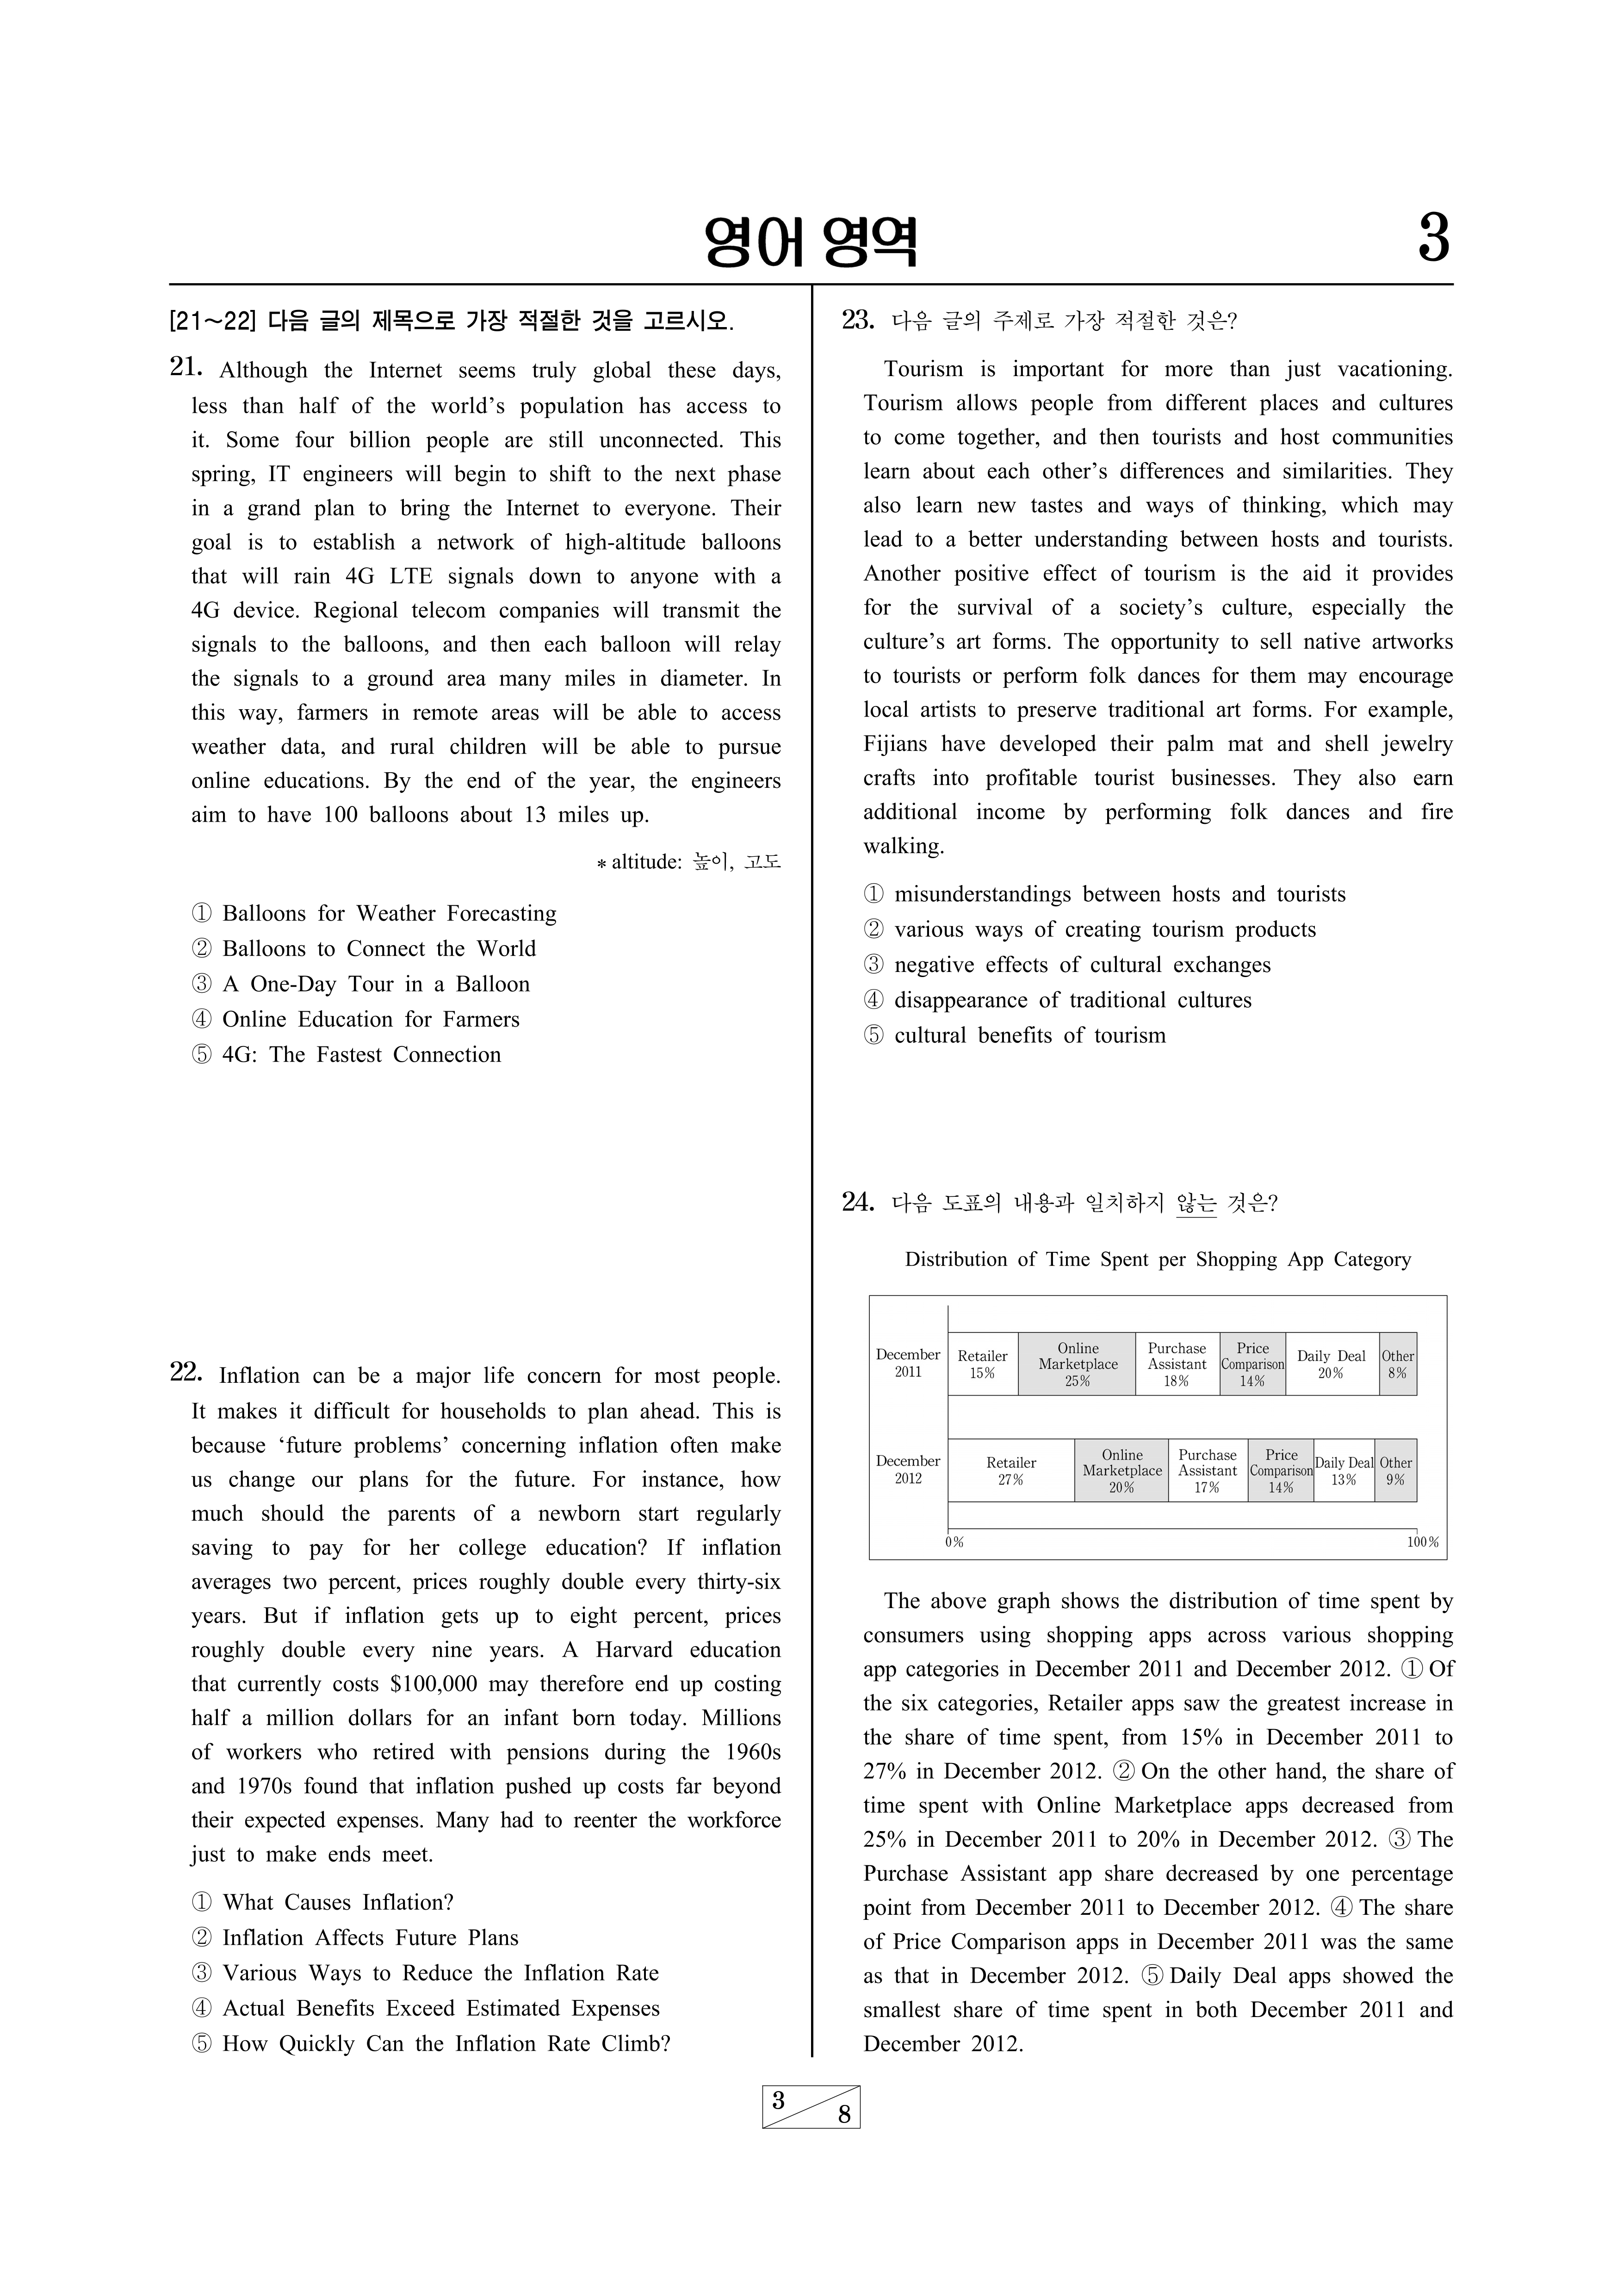 영어 영역
3
[21~22] 다음 글의 제목으로 가장 적절한 것을 고르시오.
21. Although the Internet seems truly global these days,
less than half of the world's population has access to
it. Some four billion people are still unconnected. This
spring, IT engineers will begin to shift to the next phase
in a grand plan to bring the Internet to everyone. Their
goal is to establish a network of high-altitude balloons
that will rain 4G LTE signals down to anyone with a
4G device. Regional telecom companies will transmit the
signals to the balloons, and then each balloon will relay
the signals to a ground area many miles in diameter. In
this way, farmers in remote areas will be able to access
weather data, and rural children will be able to pursue
online educations. By the end of the year, the engineers
aim to have 100 balloons about 13 miles up.
* altitude: 높이, 고도
① Balloons for Weather Forecasting
② Balloons to Connect the World
③ A One-Day Tour in a Balloon
④ Online Education for Farmers
⑤ 4G: The Fastest Connection
22. Inflation can be a major life concern for most people.
It makes it difficult for households to plan ahead. This is
because ‘future problems’ concerning inflation often make
us change our plans for the future. For instance, how
much should the parents of a newborn start regularly
saving to pay for her college education? If inflation
averages two percent, prices roughly double every thirty-six
years. But if inflation gets up to eight percent, prices
roughly double every nine years. A Harvard education
that currently costs $100,000 may therefore end up costing
half a million dollars for an infant born today. Millions
of workers who retired with pensions during the 1960s
and 1970s found that inflation pushed up costs far beyond
their expected expenses. Many had to reenter the workforce
just to make ends meet.
① What Causes Inflation?
② Inflation Affects Future Plans
③ Various Ways to Reduce the Inflation Rate
④ Actual Benefits Exceed Estimated Expenses
⑤ How Quickly Can the Inflation Rate Climb?
23. 다음 글의 주제로 가장 적절한 것은?
Tourism is important for more than just vacationing.
Tourism allows people from different places and cultures
to come together, and then tourists and host communities
learn about each other's differences and similarities. They
also learn new tastes and ways of thinking, which may
lead to a better understanding between hosts and tourists.
Another positive effect of tourism is the aid it provides
for the survival of a society's culture, especially the
culture's art forms. The opportunity to sell native artworks
to tourists or perform folk dances for them may encourage
local artists to preserve traditional art forms. For example,
Fijians have developed their palm mat and shell jewelry
crafts into profitable tourist businesses. They also earn
additional income by performing folk dances and fire
walking.
① misunderstandings between hosts and tourists
② various ways of creating tourism products
③ negative effects of cultural exchanges
④ disappearance of traditional cultures
⑤ cultural benefits of tourism
24. 다음 도표의 내용과 일치하지 않는 것은?
Distribution of Time Spent per Shopping App Category
December 2011
Retailer 15%
Online Marketplace 25%
Purchase Assistant 18%
Price Comparison 14%
Daily Deal 20%
Other 8%
December 2012
Retailer 27%
Online Marketplace 20%
Purchase Assistant 17%
Price Comparison 14%
Daily Deal 13%
Other 9%
0% 100%
The above graph shows the distribution of time spent by
consumers using shopping apps across various shopping
app categories in December 2011 and December 2012. ① Of
the six categories, Retailer apps saw the greatest increase in
the share of time spent, from 15% in December 2011 to
27% in December 2012. ② On the other hand, the share of
time spent with Online Marketplace apps decreased from
25% in December 2011 to 20% in December 2012. ③ The
Purchase Assistant app share decreased by one percentage
point from December 2011 to December 2012. ④ The share
of Price Comparison apps in December 2011 was the same
as that in December 2012. ⑤ Daily Deal apps showed the
smallest share of time spent in both December 2011 and
December 2012.
3
8